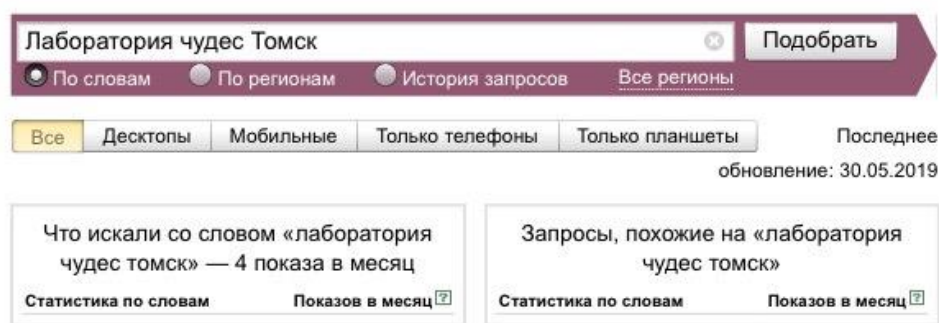 Лаборатория чудес Томск
Подобрать
По словам По регионам История запросов Все регионы
Все Десктопы Мобильные Только телефоны Только планшеты Последнее
обновление: 30.05.2019
Что искали со словом «лаборатория
чудес томск» — 4 показа в месяц
Статистика по словам Показов в месяц ?
Запросы, похожие на «лаборатория
чудес томск»
Статистика по словам Показов в месяц ?